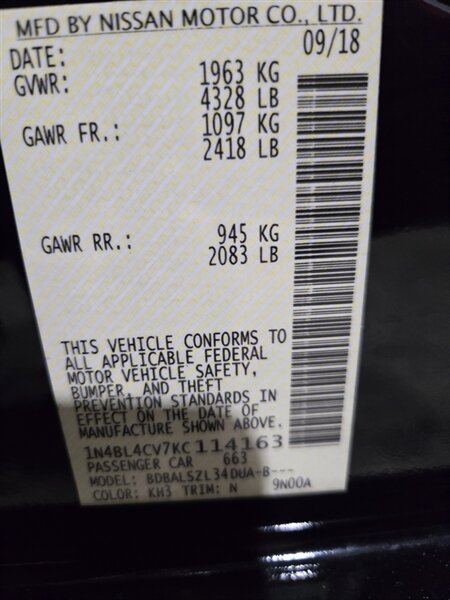 MFD BY NISSAN MOTOR CO., LTD.
DATE: 09/18
GVWR: 1963 KG
4328 LB
GAWR FR.: 1097 KG
2418 LB
GAWR RR.: 945 KG
2083 LB
THIS VEHICLE CONFORMS TO
ALL APPLICABLE FEDERAL
MOTOR VEHICLE SAFETY,
BUMPER, AND THEFT
PREVENTION STANDARDS IN
EFFECT ON THE DATE OF
MANUFACTURE SHOWN ABOVE.
1N4BL4CV7KC114163
PASSENGER CAR 663
MODEL: BDBALSZL34DUA-B---
COLOR: KH3 TRIM: N 9N00A